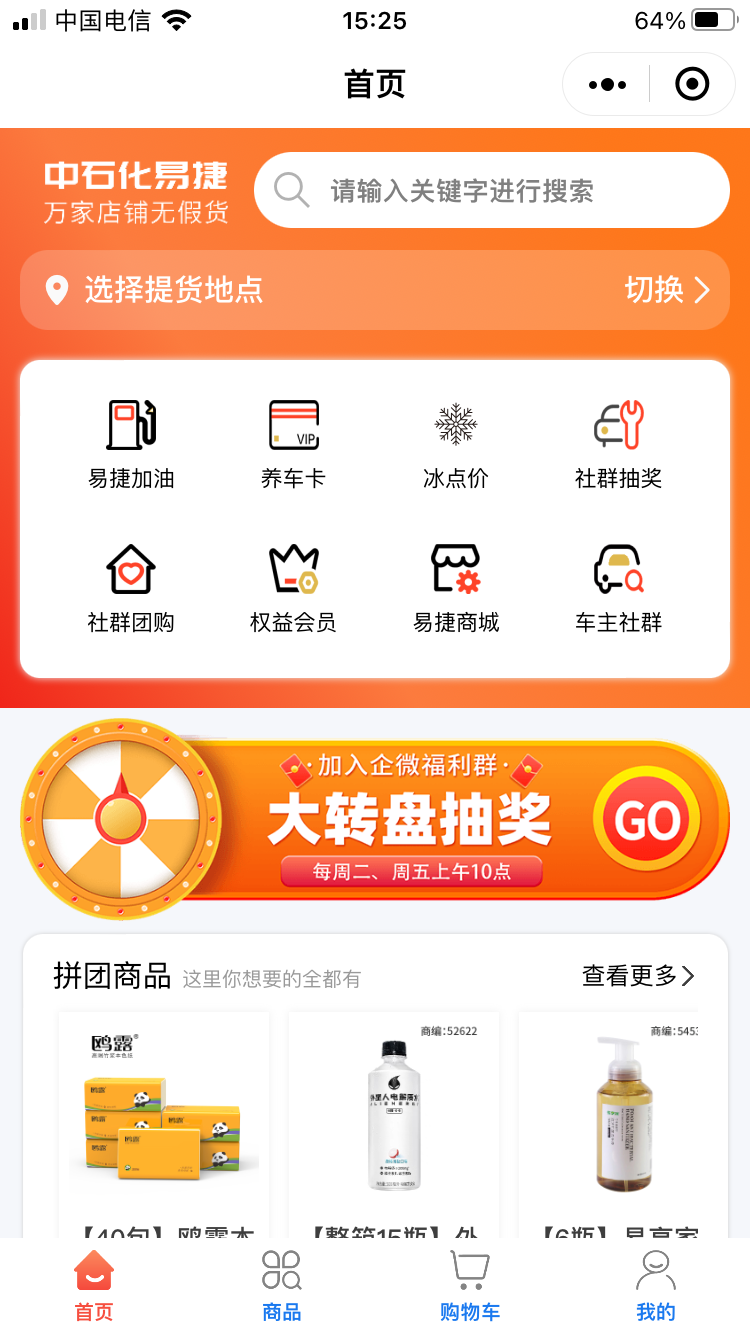 中国电信
15:25
64%
首页
中石化易捷
万家店铺无假货
请输入关键字进行搜索
选择提货地点
切换
VIP
易捷加油
养车卡
冰点价
社群抽奖
社群团购
权益会员
易捷商城
车主社群
·加入企微福利群·
大转盘抽奖
每周二、周五上午10点
GO
拼团商品 这里你想要的全都有
查看更多
鸥露
商编:52622
商编:5453
外星人电解质水
【40包】鸥露本
【整箱15瓶】外
首页
商品
购物车
我的